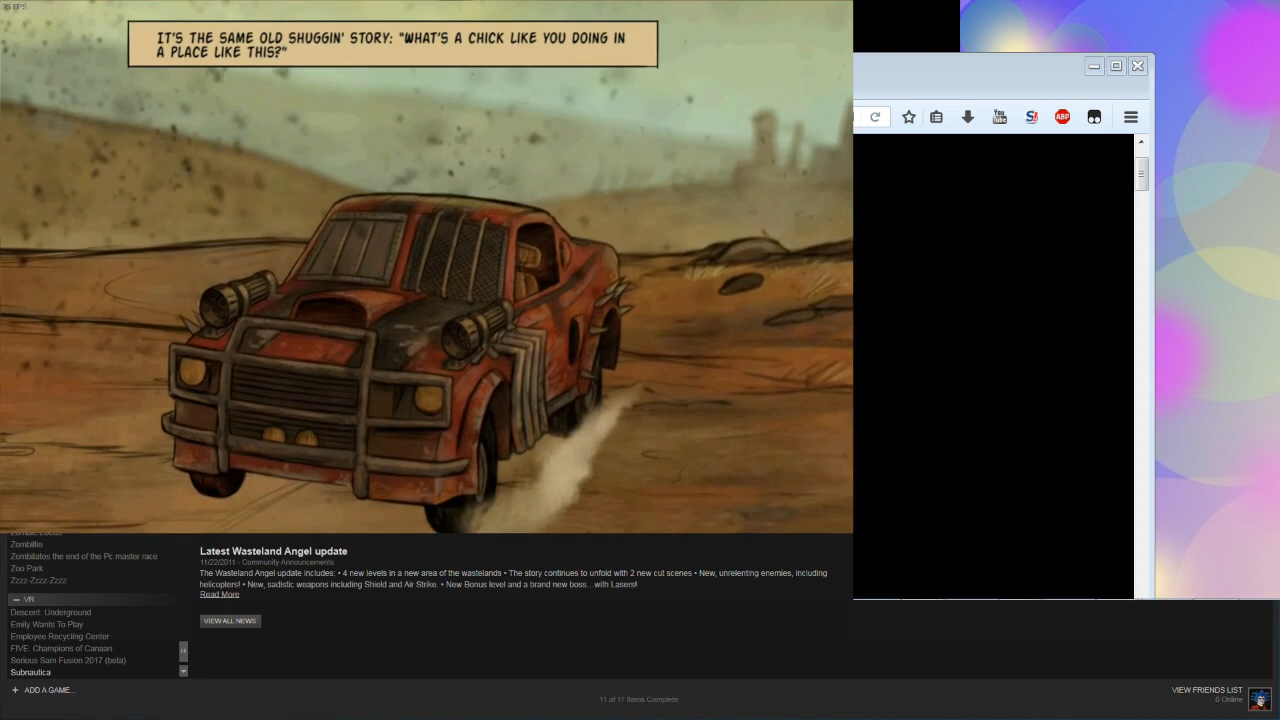 IT'S THE SAME OLD SHUGGIN' STORY: "WHAT'S A CHICK LIKE YOU DOING IN
A PLACE LIKE THIS?"
You
Tube
S!
ABP
Zombillie
Zombitatos the end of the Pc master race
Zoo Park
Zzzz-Zzzz-Zzzz
− VR
Descent: Underground
Emily Wants To Play
Employee Recycling Center
FIVE: Champions of Canaan
Serious Sam Fusion 2017 (beta)
Subnautica
+ ADD A GAME...
Latest Wasteland Angel update
11/22/2011 - Community Announcements
The Wasteland Angel update includes: • 4 new levels in a new area of the wastelands • The story continues to unfold with 2 new cut scenes • New, unrelenting enemies, including
helicopters! • New, sadistic weapons including Shield and Air Strike. • New Bonus level and a brand new boss...with Lasers!
Read More
VIEW ALL NEWS
11 of 11 Items Complete
VIEW FRIENDS LIST
0 Online